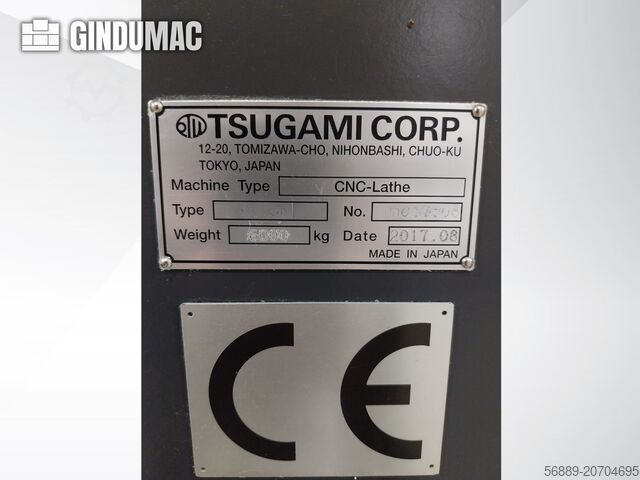 GINDUMAC
TSUGAMI CORP.
12-20, TOMIZAWA-CHO, NIHONBASHI, CHUO-KU
TOKYO, JAPAN
Machine Type CNC-Lathe
Type No.
Weight kg Date 2017.08
MADE IN JAPAN
CE
56889-20704695